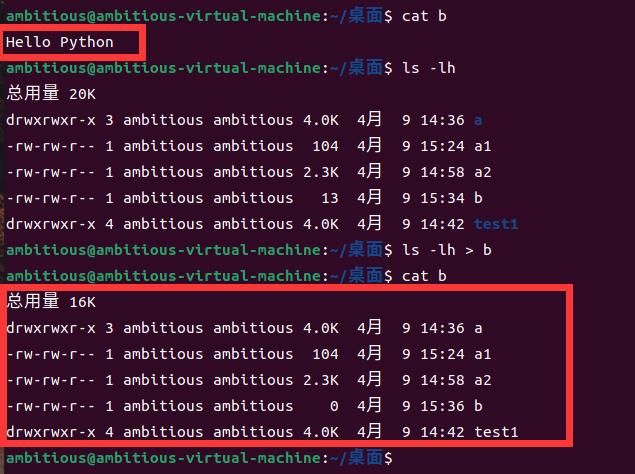 ambitious@ambitious-virtual-machine:~/桌面$ cat b
Hello Python
ambitious@ambitious-virtual-machine:~/桌面$ ls -lh
总用量 20K
drwxrwxr-x 3 ambitious ambitious 4.0K  4月  9 14:36 a
-rw-rw-r-- 1 ambitious ambitious  104  4月  9 15:24 a1
-rw-rw-r-- 1 ambitious ambitious 2.3K  4月  9 14:58 a2
-rw-rw-r-- 1 ambitious ambitious   13  4月  9 15:34 b
drwxrwxr-x 4 ambitious ambitious 4.0K  4月  9 14:42 test1
ambitious@ambitious-virtual-machine:~/桌面$ ls -lh > b
ambitious@ambitious-virtual-machine:~/桌面$ cat b
总用量 16K
drwxrwxr-x 3 ambitious ambitious 4.0K  4月  9 14:36 a
-rw-rw-r-- 1 ambitious ambitious  104  4月  9 15:24 a1
-rw-rw-r-- 1 ambitious ambitious 2.3K  4月  9 14:58 a2
-rw-rw-r-- 1 ambitious ambitious    0  4月  9 15:36 b
drwxrwxr-x 4 ambitious ambitious 4.0K  4月  9 14:42 test1
ambitious@ambitious-virtual-machine:~/桌面$